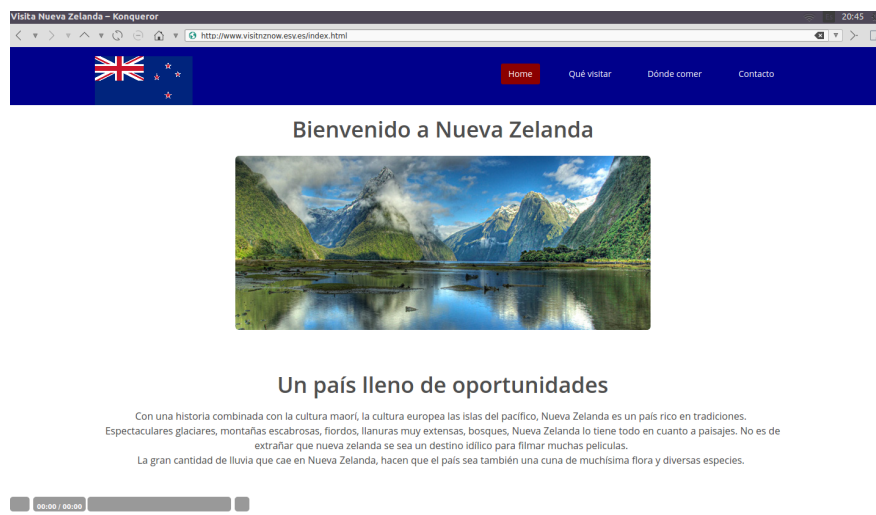 Visita Nueva Zelanda – Konqueror
20:45
http://www.visitnznow.esy.es/index.html
Home Qué visitar Dónde comer Contacto
Bienvenido a Nueva Zelanda
Un país lleno de oportunidades
Con una historia combinada con la cultura maorí, la cultura europea las islas del pacífico, Nueva Zelanda es un país rico en tradiciones.
Espectaculares glaciares, montañas escabrosas, fiordos, llanuras muy extensas, bosques, Nueva Zelanda lo tiene todo en cuanto a paisajes. No es de
extrañar que nueva zelanda se sea un destino idílico para filmar muchas peliculas.
La gran cantidad de lluvia que cae en Nueva Zelanda, hacen que el país sea también una cuna de muchísima flora y diversas especies.
00:00 / 00:00